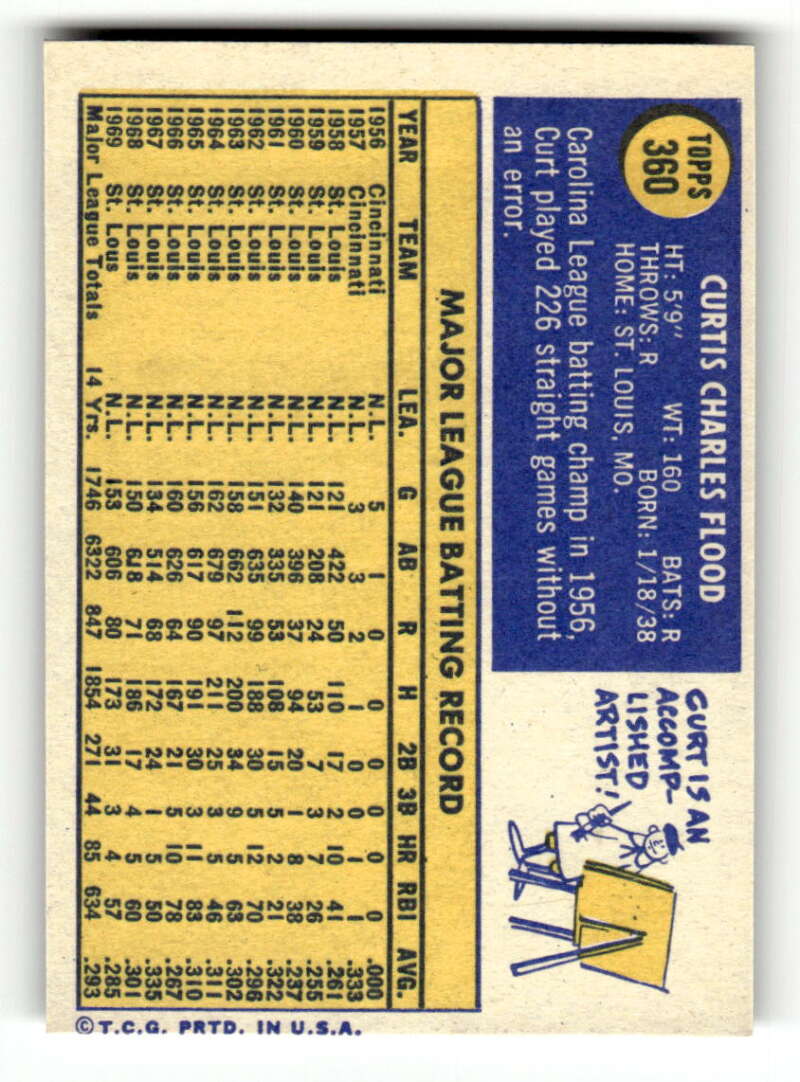 TOPPS
360
CURTIS CHARLES FLOOD
HT: 5'9" WT: 160 BATS: R
THROWS: R BORN: 1/18/38
HOME: ST. LOUIS, MO.
Carolina League batting champ in 1956,
Curt played 226 straight games without
an error.
CURT IS AN
ACCOMP-
LISHED
ARTIST!
MAJOR LEAGUE BATTING RECORD
YEAR TEAM LEA. G AB R H 2B 3B HR RBI AVG.
1956 Cincinnati N.L. 5 1 0 0 0 0 0 0 .000
1957 Cincinnati N.L. 3 3 2 1 0 0 1 1 .333
1958 St. Louis N.L. 121 422 50 110 17 2 10 41 .261
1959 St. Louis N.L. 121 208 24 53 7 3 7 26 .255
1960 St. Louis N.L. 140 396 37 94 20 1 8 38 .237
1961 St. Louis N.L. 132 335 53 108 15 5 2 21 .322
1962 St. Louis N.L. 151 635 99 188 30 5 12 70 .296
1963 St. Louis N.L. 158 662 112 200 34 9 5 63 .302
1964 St. Louis N.L. 162 679 97 211 25 3 5 46 .311
1965 St. Louis N.L. 156 617 90 191 30 3 11 83 .310
1966 St. Louis N.L. 160 626 64 167 21 5 10 78 .267
1967 St. Louis N.L. 134 514 68 172 24 1 5 50 .335
1968 St. Louis N.L. 150 618 71 186 17 4 5 60 .301
1969 St. Lous N.L. 153 606 80 173 31 3 4 57 .285
Major League Totals 14 Yrs. 1746 6322 847 1854 271 44 85 634 .293
© T.C.G. PRTD. IN U.S.A.